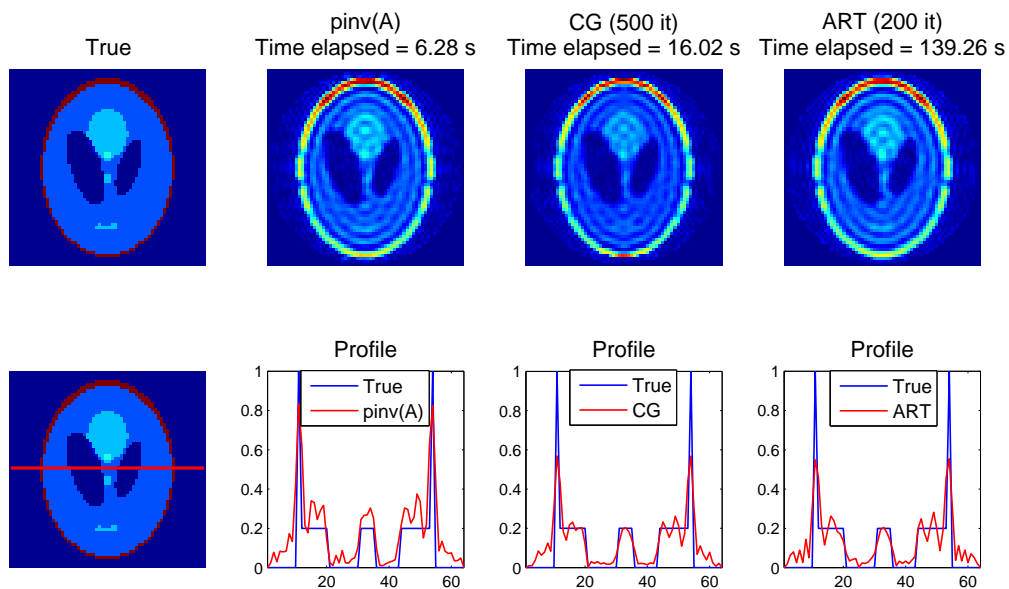 True
pinv(A)
Time elapsed = 6.28 s
CG (500 it)
Time elapsed = 16.02 s
ART (200 it)
Time elapsed = 139.26 s
Profile
1
0.8
0.6
0.4
0.2
0
20
40
60
True
pinv(A)
Profile
1
0.8
0.6
0.4
0.2
0
20
40
60
True
CG
Profile
1
0.8
0.6
0.4
0.2
0
20
40
60
True
ART